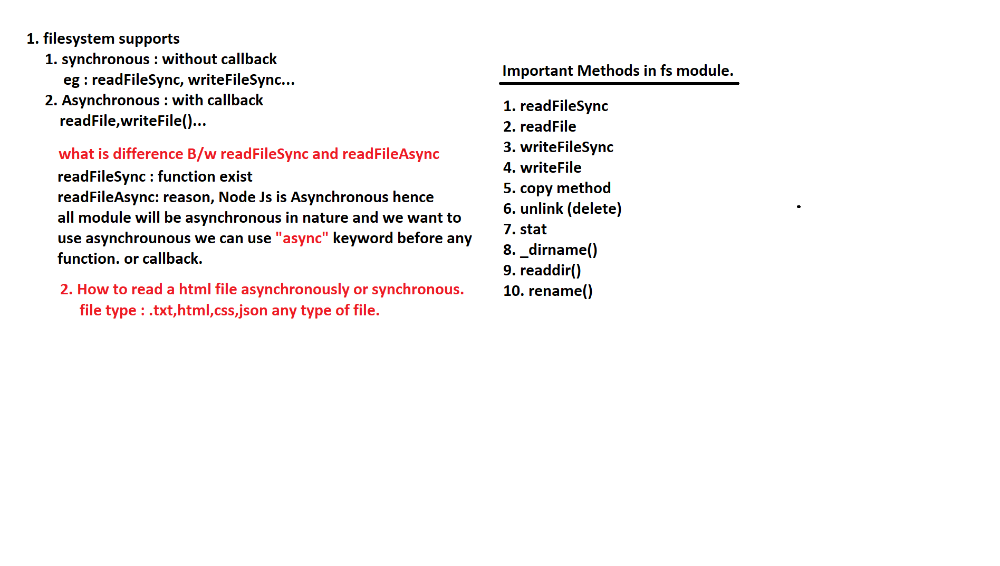 1. filesystem supports
1. synchronous : without callback
eg : readFileSync, writeFileSync...
2. Asynchronous : with callback
readFile,writeFile()...
what is difference B/w readFileSync and readFileAsync
readFileSync : function exist
readFileAsync: reason, Node Js is Asynchronous hence
all module will be asynchronous in nature and we want to
use asynchrounous we can use "async" keyword before any
function. or callback.
2. How to read a html file asynchronously or synchronous.
file type : .txt,html,css,json any type of file.
Important Methods in fs module.
1. readFileSync
2. readFile
3. writeFileSync
4. writeFile
5. copy method
6. unlink (delete)
7. stat
8. _dirname()
9. readdir()
10. rename()